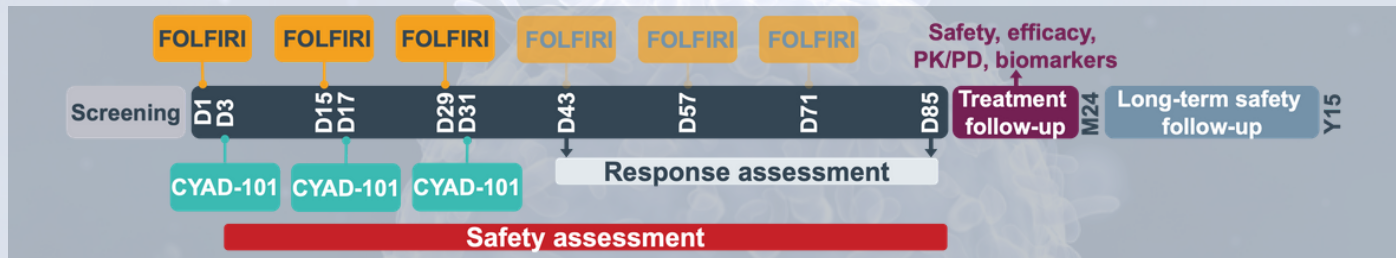 FOLFIRI FOLFIRI FOLFIRI FOLFIRI FOLFIRI FOLFIRI
Safety, efficacy,
PK/PD, biomarkers
Screening
D1
D3
D15
D17
D29
D31
D43
D57
D71
D85
Treatment
follow-up
M24
Long-term safety
follow-up
Y15
CYAD-101 CYAD-101 CYAD-101
Response assessment
Safety assessment